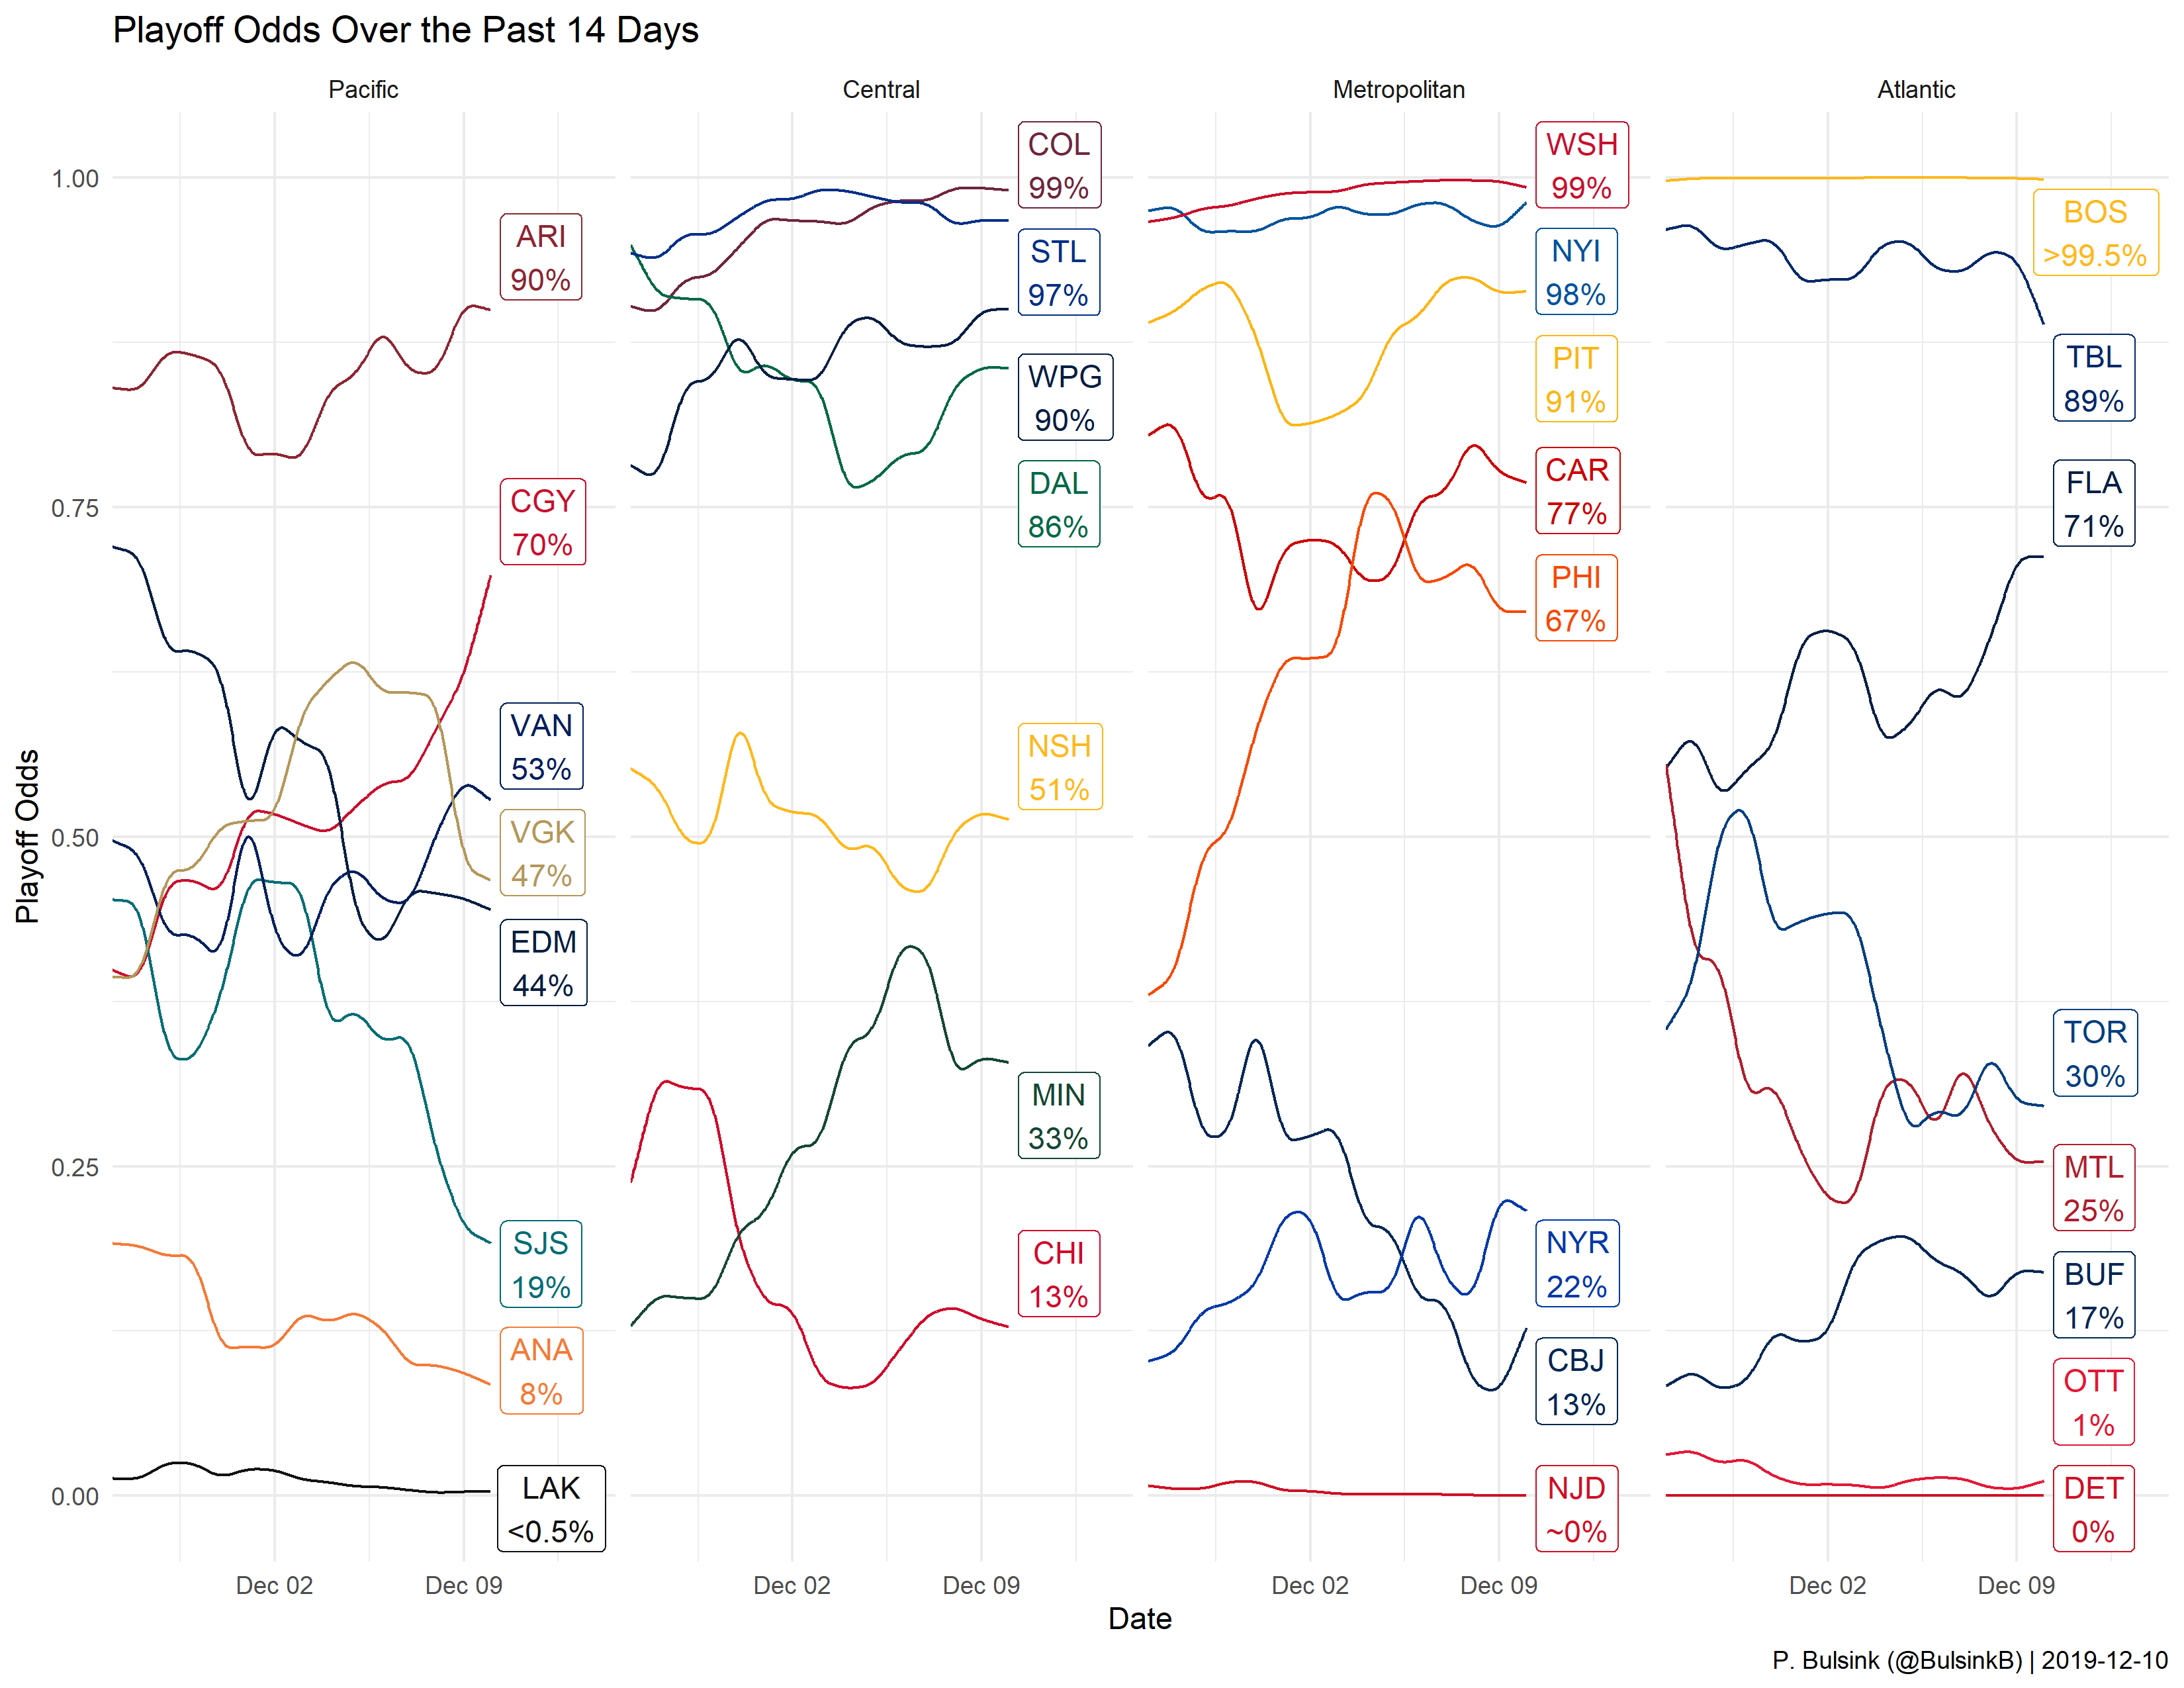 Playoff Odds Over the Past 14 Days
Pacific
Central
Metropolitan
Atlantic
Playoff Odds
1.00
0.75
0.50
0.25
0.00
ARI
90%
CGY
70%
VAN
53%
VGK
47%
EDM
44%
SJS
19%
ANA
8%
LAK
<0.5%
COL
99%
STL
97%
WPG
90%
DAL
86%
NSH
51%
MIN
33%
CHI
13%
WSH
99%
NYI
98%
PIT
91%
CAR
77%
PHI
67%
NYR
22%
CBJ
13%
NJD
~0%
BOS
>99.5%
TBL
89%
FLA
71%
TOR
30%
MTL
25%
BUF
17%
OTT
1%
DET
0%
Dec 02
Dec 09
Dec 02
Dec 09
Dec 02
Dec 09
Dec 02
Dec 09
Date
P. Bulsink (@BulsinkB) | 2019-12-10